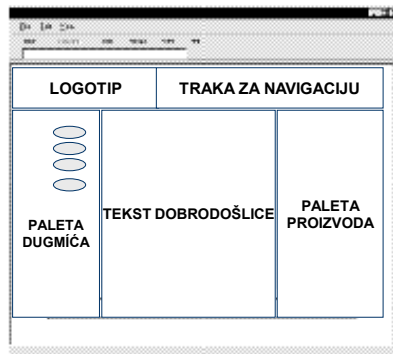 LOGOTIP
TRAKA ZA NAVIGACIJU
PALETA
DUGMÍĆA
TEKST DOBRODOŠLICE
PALETA
PROIZVODA